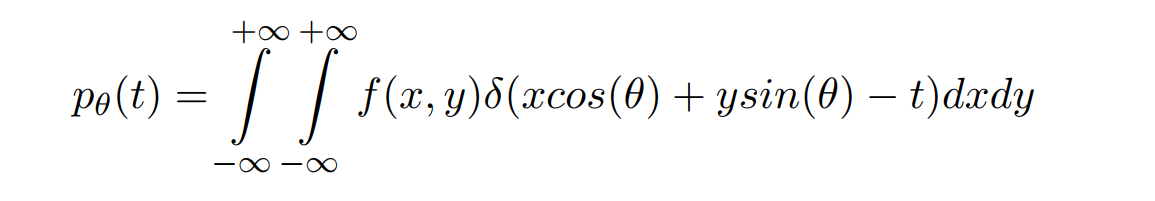 p_θ(t) = ∫_{−∞}^{+∞} ∫_{−∞}^{+∞} f(x, y)δ(xcos(θ) + ysin(θ) − t)dxdy